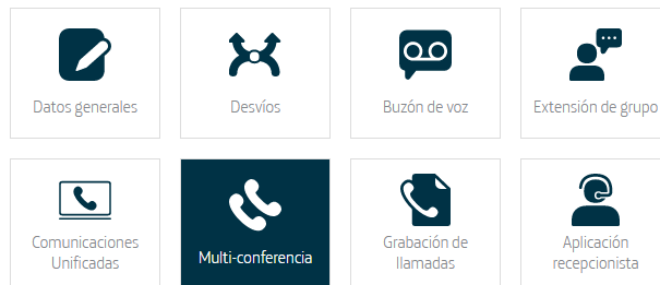 Datos generales
Desvíos
Buzón de voz
Extensión de grupo
Comunicaciones
Unificadas
Multi-conferencia
Grabación de
llamadas
Aplicación
recepcionista